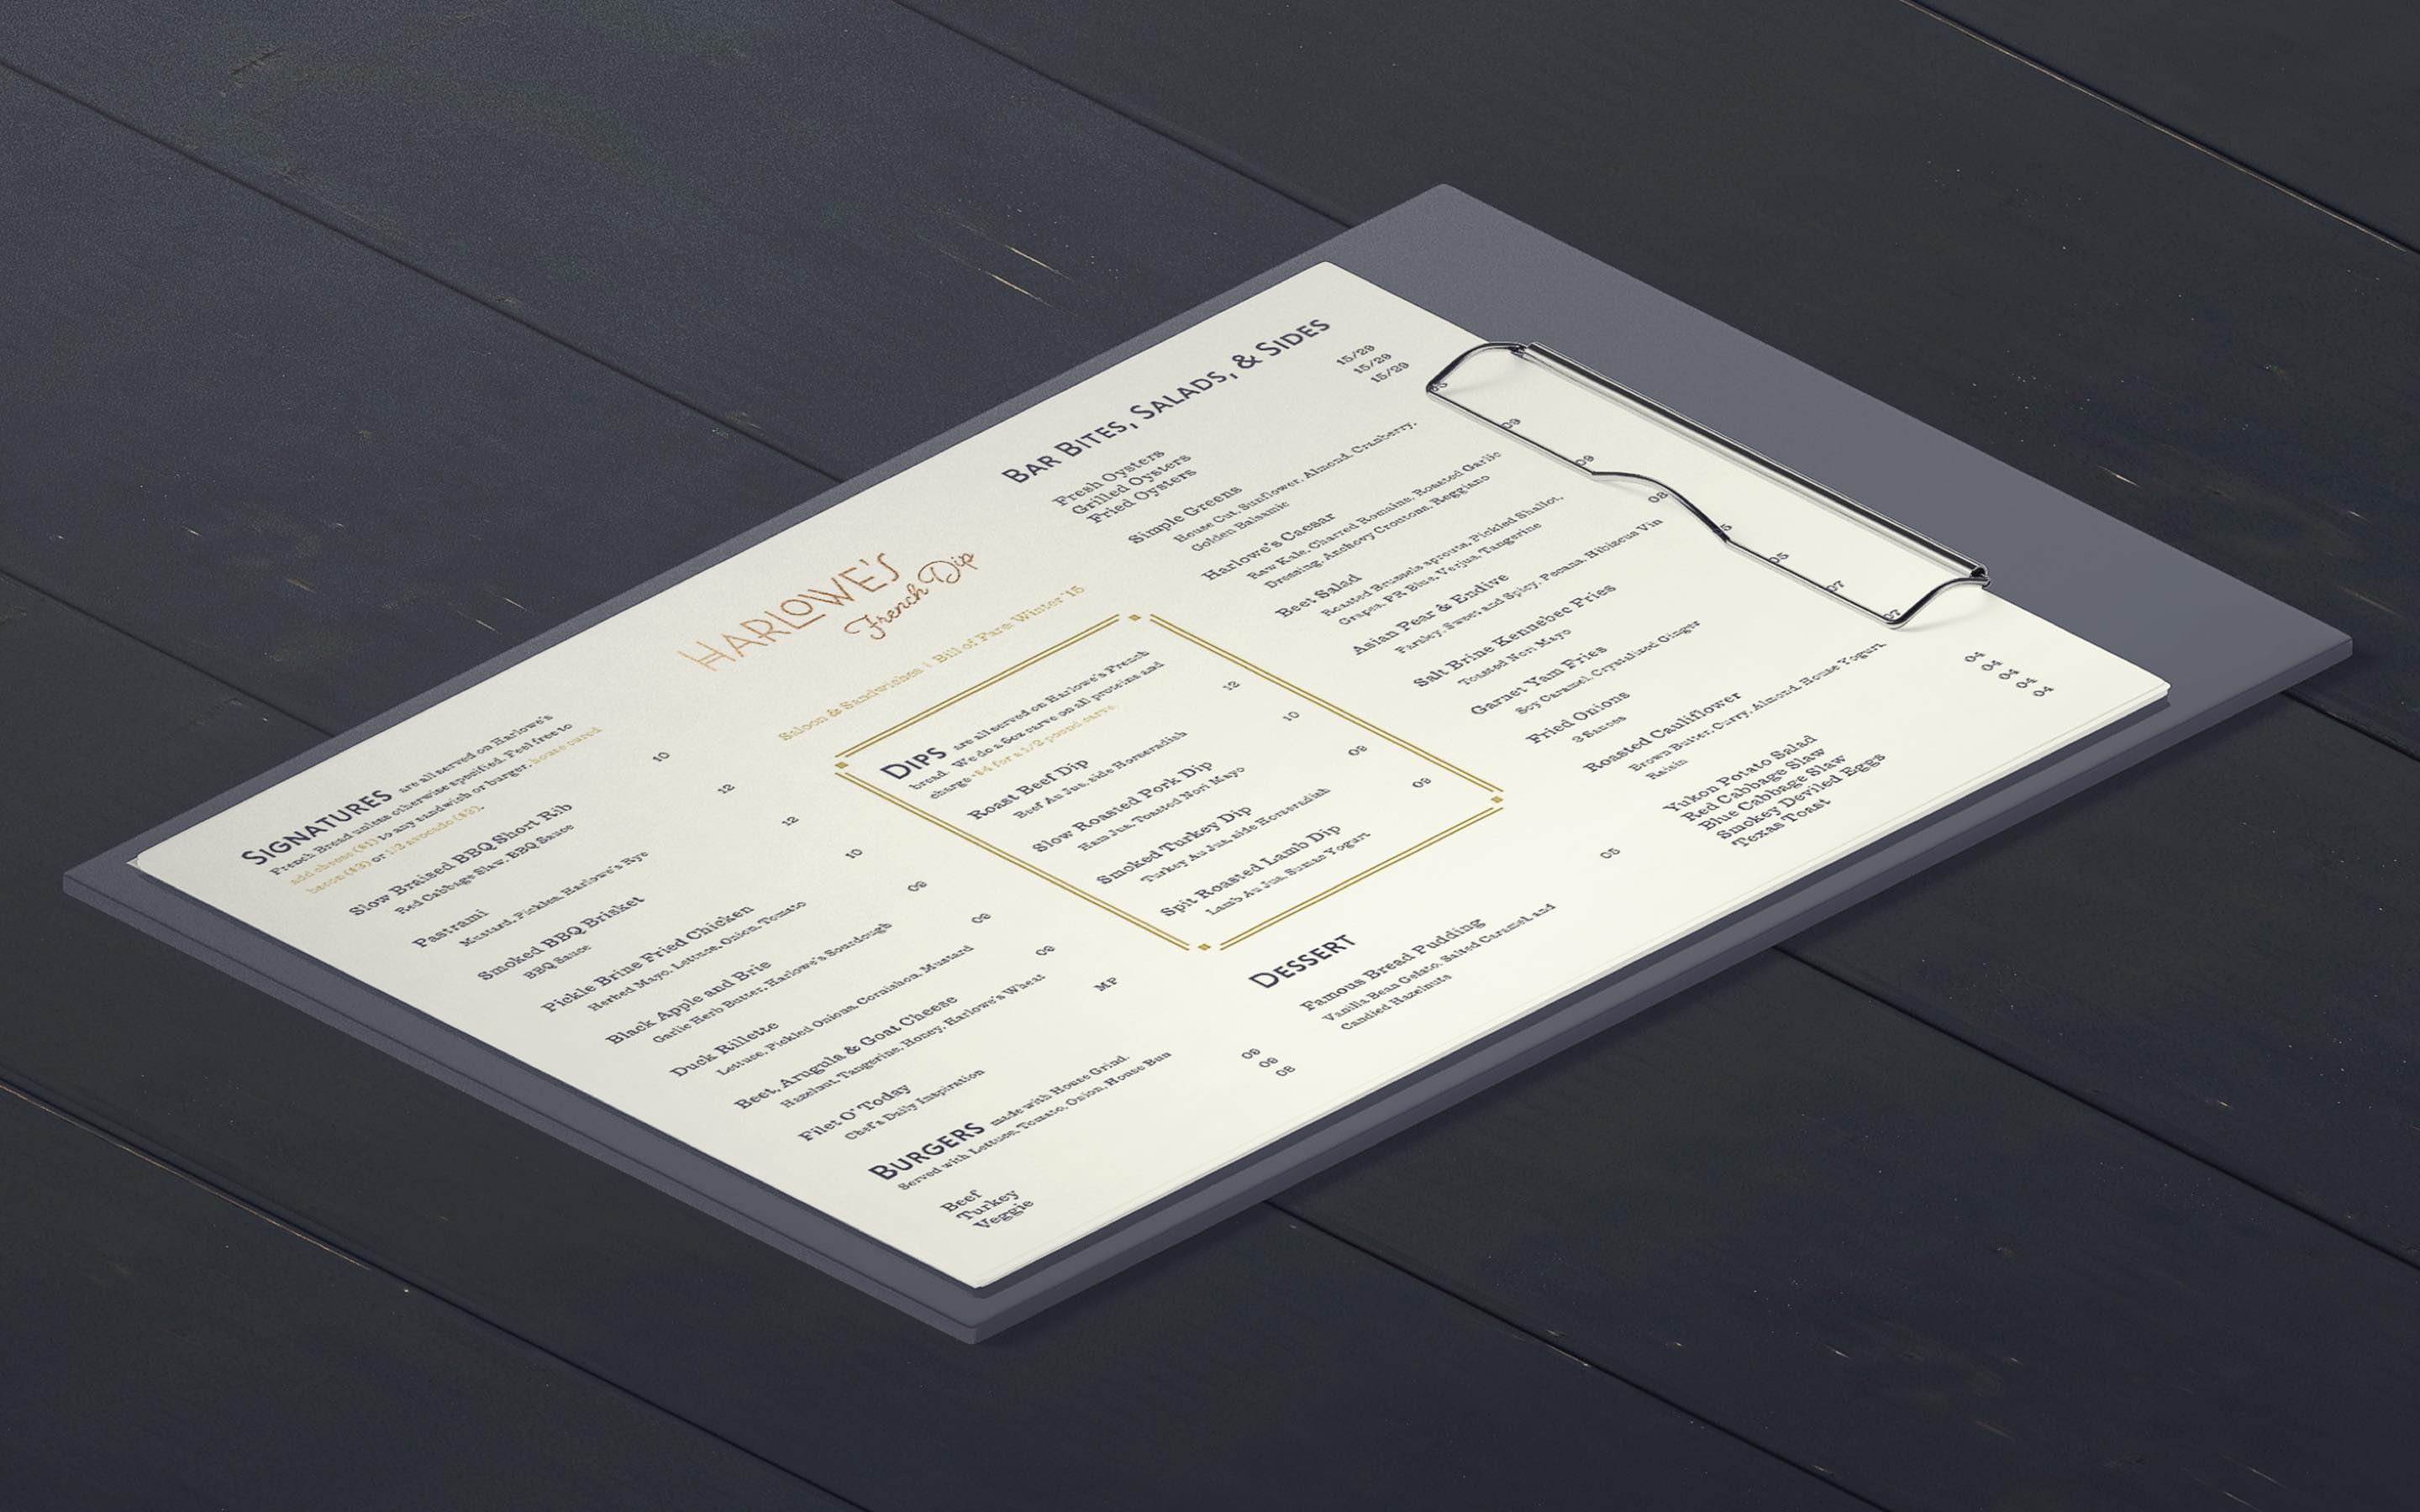 SIGNATURES are all served on Harlowe's
French Bread unless otherwise specified. Feel free to
add cheese ($1) to any sandwich or burger, house cured
bacon ($3) or 1/2 avocado ($3).
Slow Braised BBQ Short Rib 10
Red Cabbage Slaw, BBQ Sauce
Pastrami 12
Mustard, Pickles, Harlowe's Rye
Smoked BBQ Brisket 12
BBQ Sauce
Pickle Brine Fried Chicken 10
Herbed Mayo, Lettuce, Onion, Tomato
Black Apple and Brie 09
Garlic Herb Butter, Harlowe's Sourdough
Duck Rillette 09
Lettuce, Pickled Onions, Cornishon, Mustard
Beet, Arugula & Goat Cheese 09
Hazelnut, Tangerine, Honey, Harlowe's Wheat
Filet O' Today MP
Chef's Daily Inspiration
BURGERS made with House Grind.
Served with Lettuce, Tomato, Onion, House Bun
Beef 09
Turkey 09
Veggie 08
HARLOWE'S
French Dip
Saloon & Sandwiches | Bill of Fare Winter '15
DIPS are all served on Harlowe's French
bread. We do a 6oz carve on all proteins and
charge +$4 for a 1/2 pound carve.
Roast Beef Dip 12
Beef Au Jus, side Horseradish
Slow Roasted Pork Dip 10
Ham Jus, Toasted Nori Mayo
Smoked Turkey Dip 09
Turkey Au Jus, side Horseradish
Spit Roasted Lamb Dip 09
Lamb Au Jus, Sumac Yogurt
DESSERT
Famous Bread Pudding 05
Vanilla Bean Gelato, Salted Caramel, and
Candied Hazelnuts
BAR BITES, SALADS, & SIDES
Fresh Oysters 15/29
Grilled Oysters 15/29
Fried Oysters 15/29
Simple Greens
House Cut, Sunflower, Almond, Cranberry,
Golden Balsamic
Harlowe's Caesar 09
Raw Kale, Charred Romaine, Roasted Garlic
Dressing, Anchovy Croutons, Reggiano
Beet Salad 09
Roasted Brussels sprouts, Pickled Shallot,
Grapes, PR Blue, Verjus, Tangerine
Asian Pear & Endive 08
Parsley, Sweet and Spicy, Pecans, Hibiscus Vin
Salt Brine Kennebec Fries 5
Toasted Nori Mayo
Garnet Yam Fries 05
Soy Caramel, Crystalized Ginger
Fried Onions 07
3 Sauces
Roasted Cauliflower 07
Brown Butter, Curry, Almond, House Yogurt,
Raisin
Yukon Potato Salad 04
Red Cabbage Slaw 04
Blue Cabbage Slaw 04
Smokey Deviled Eggs 04
Texas Toast 04